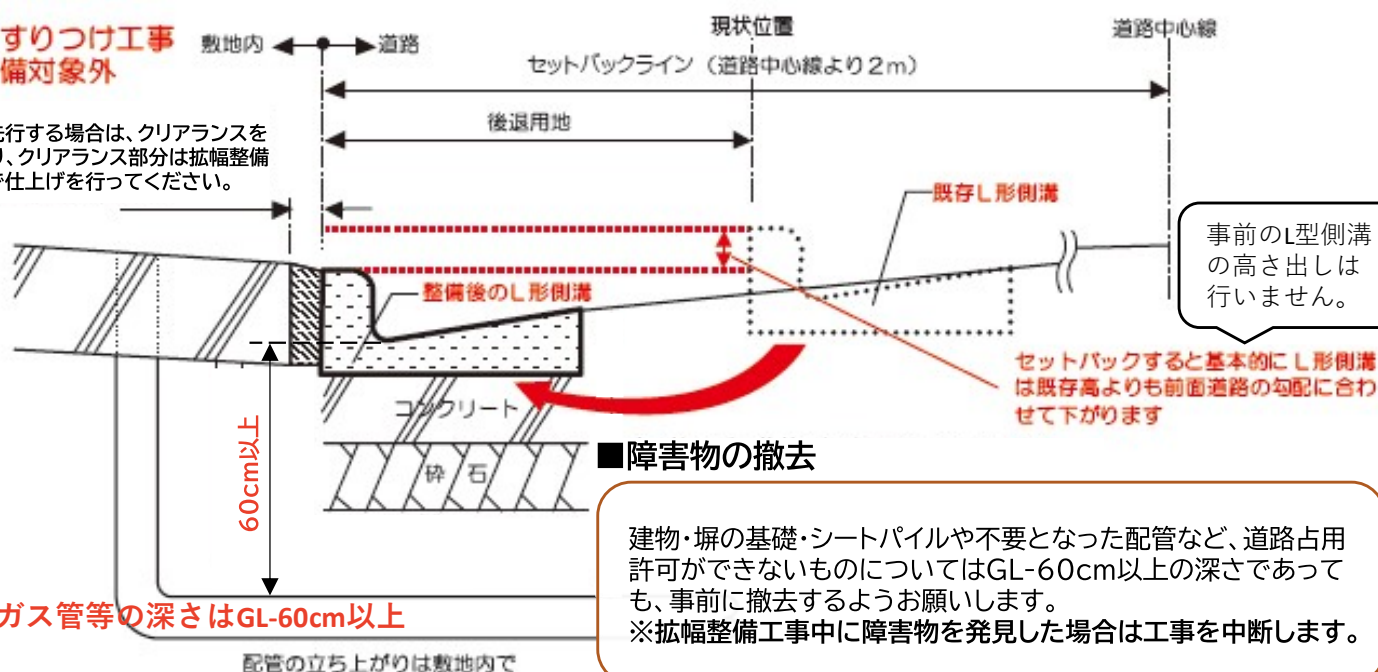 すりつけ工事
備対象外
敷地内
道路
現状位置
道路中心線
セットバックライン（道路中心線より２ｍ）
後退用地
先行する場合は、クリアランスを
り、クリアランス部分は拡幅整備
で仕上げを行ってください。
既存Ｌ形側溝
事前のL型側溝
の高さ出しは
行いません。
整備後のＬ形側溝
セットバックすると基本的にＬ形側溝
は既存高よりも前面道路の勾配に合わ
せて下がります
コンクリート
砕石
60cm以上
■障害物の撤去
建物・塀の基礎・シートパイルや不要となった配管など、道路占用
許可ができないものについてはGL-60cm以上の深さであって
も、事前に撤去するようお願いします。
※拡幅整備工事中に障害物を発見した場合は工事を中断します。
ガス管等の深さはGL-60cm以上
配管の立ち上がりは敷地内で